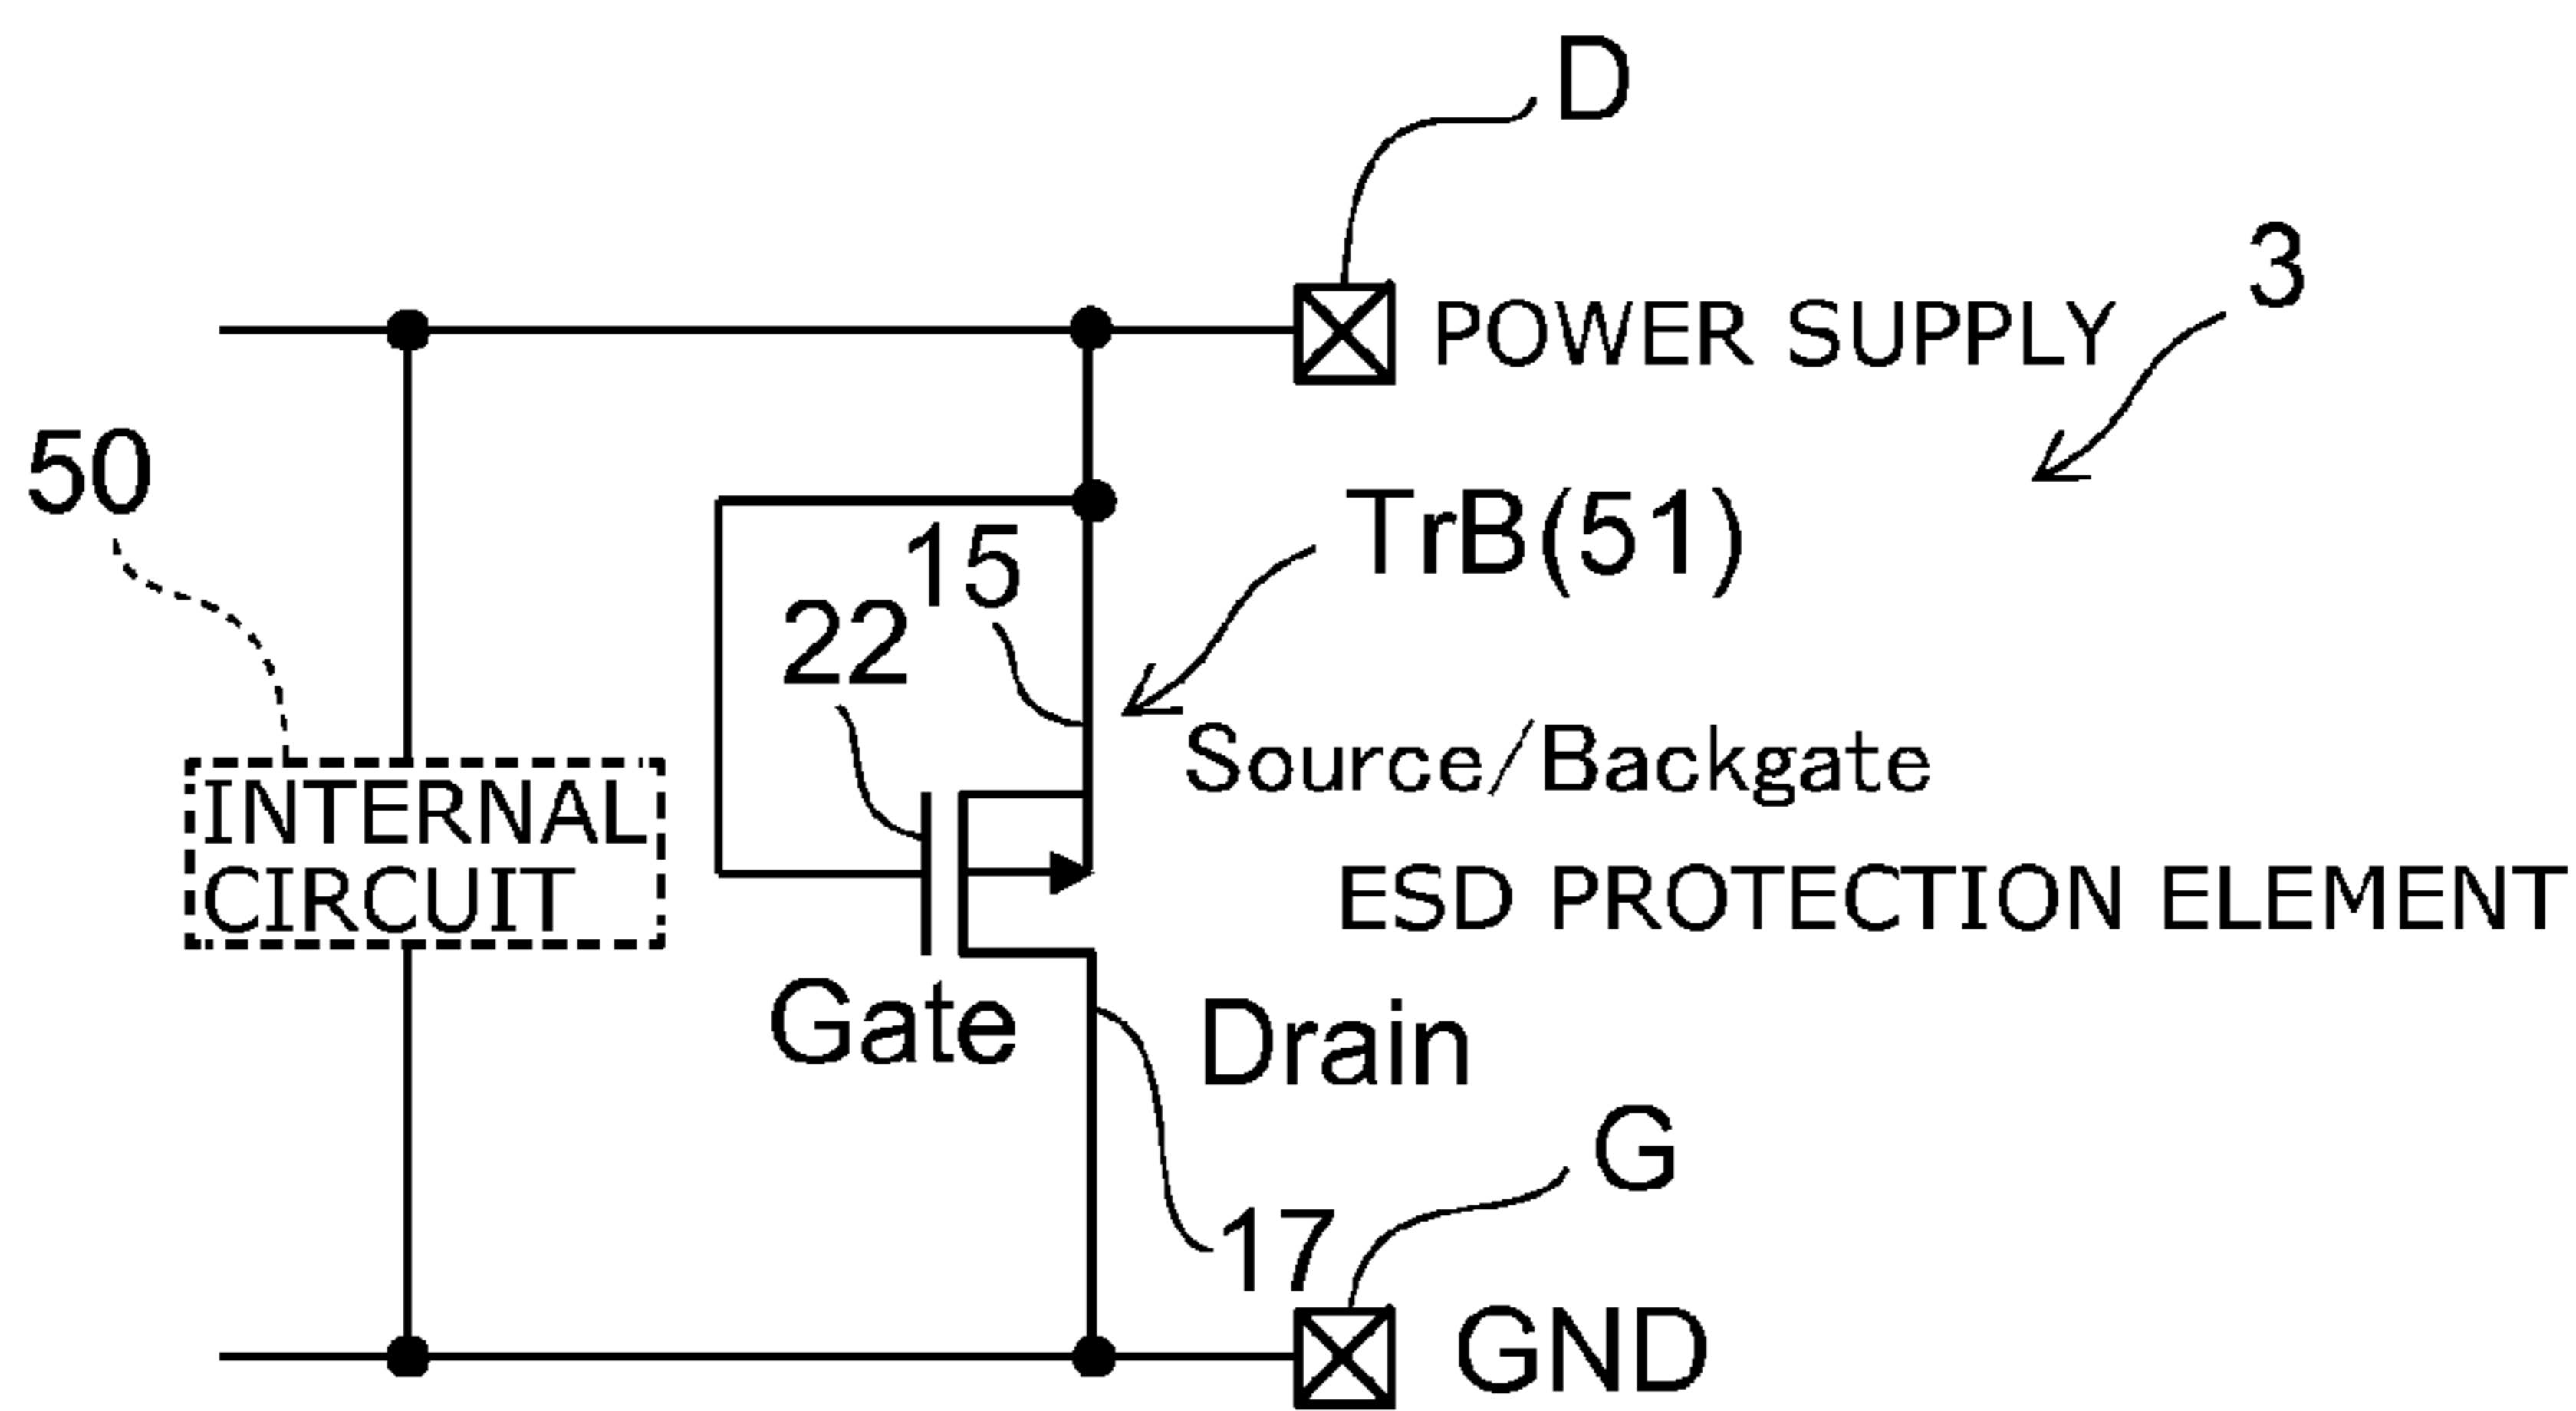 D
3
POWER SUPPLY
50
15
TrB(51)
22
Source/Backgate
INTERNAL
CIRCUIT
ESD PROTECTION ELEMENT
Gate
Drain
G
17
GND